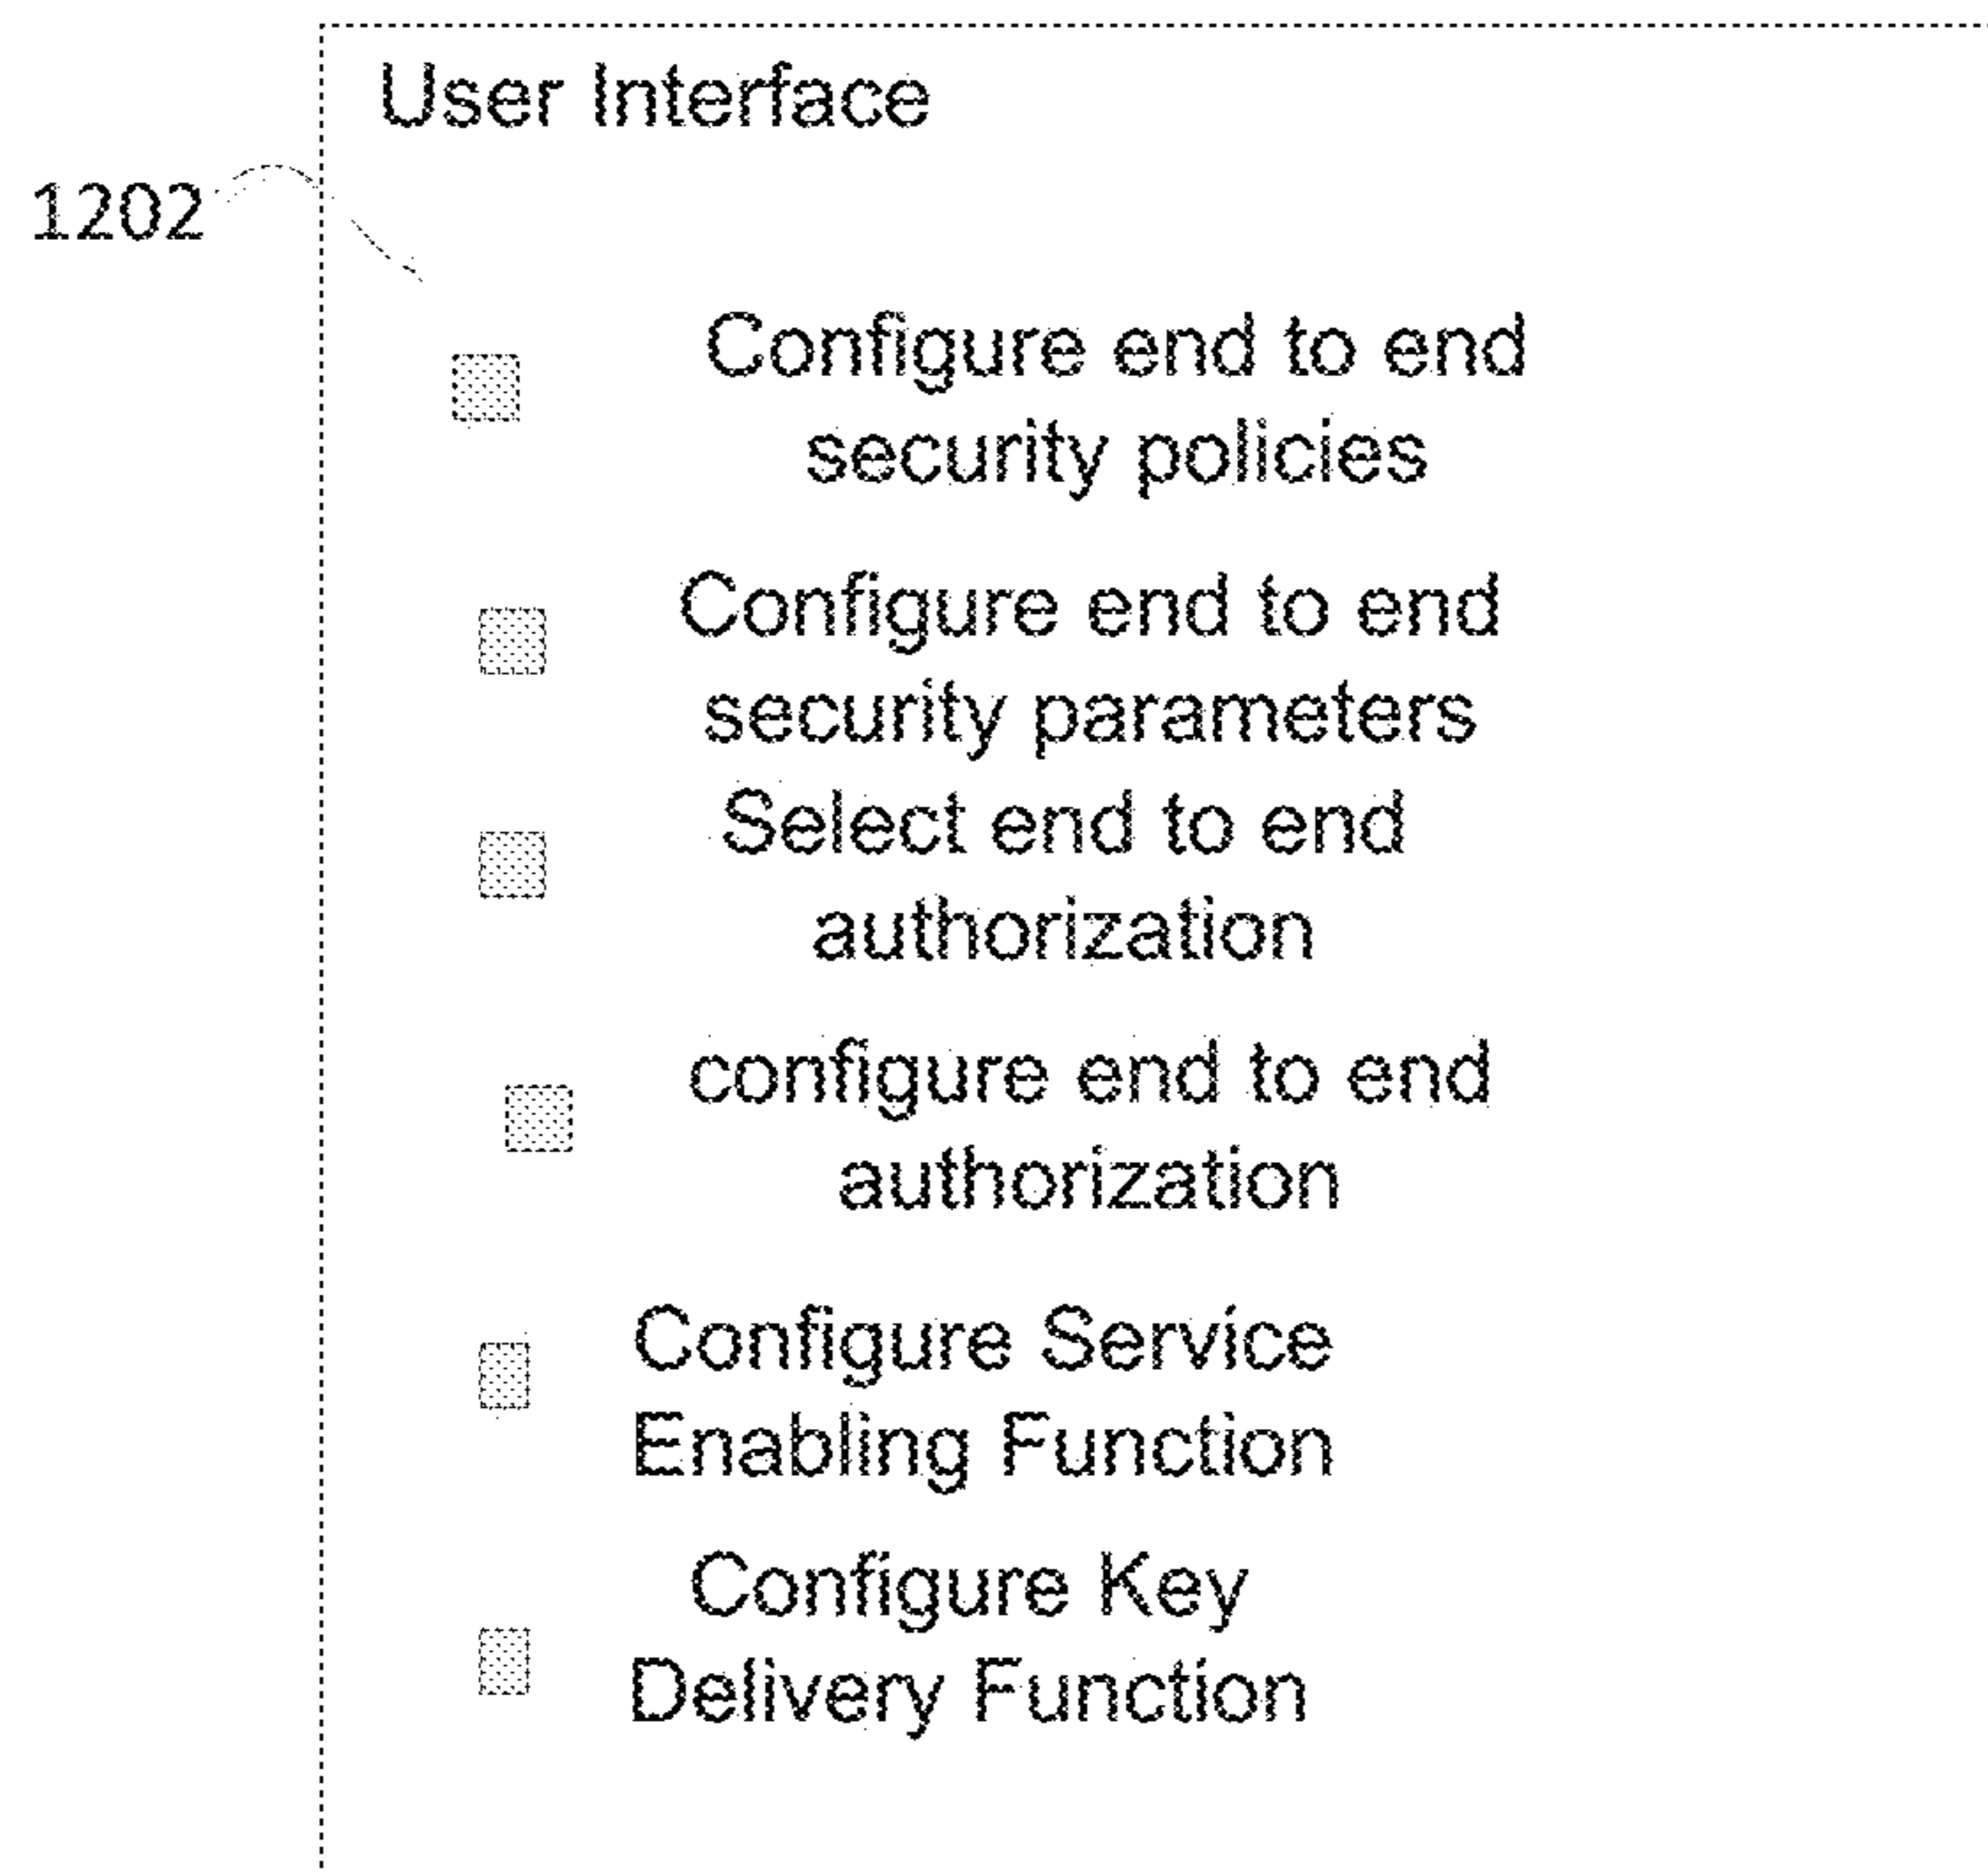 User Interface
1202
Configure end to end
security policies
Configure end to end
security parameters
Select end to end
authorization
configure end to end
authorization
Configure Service
Enabling Function
Configure Key
Delivery Function